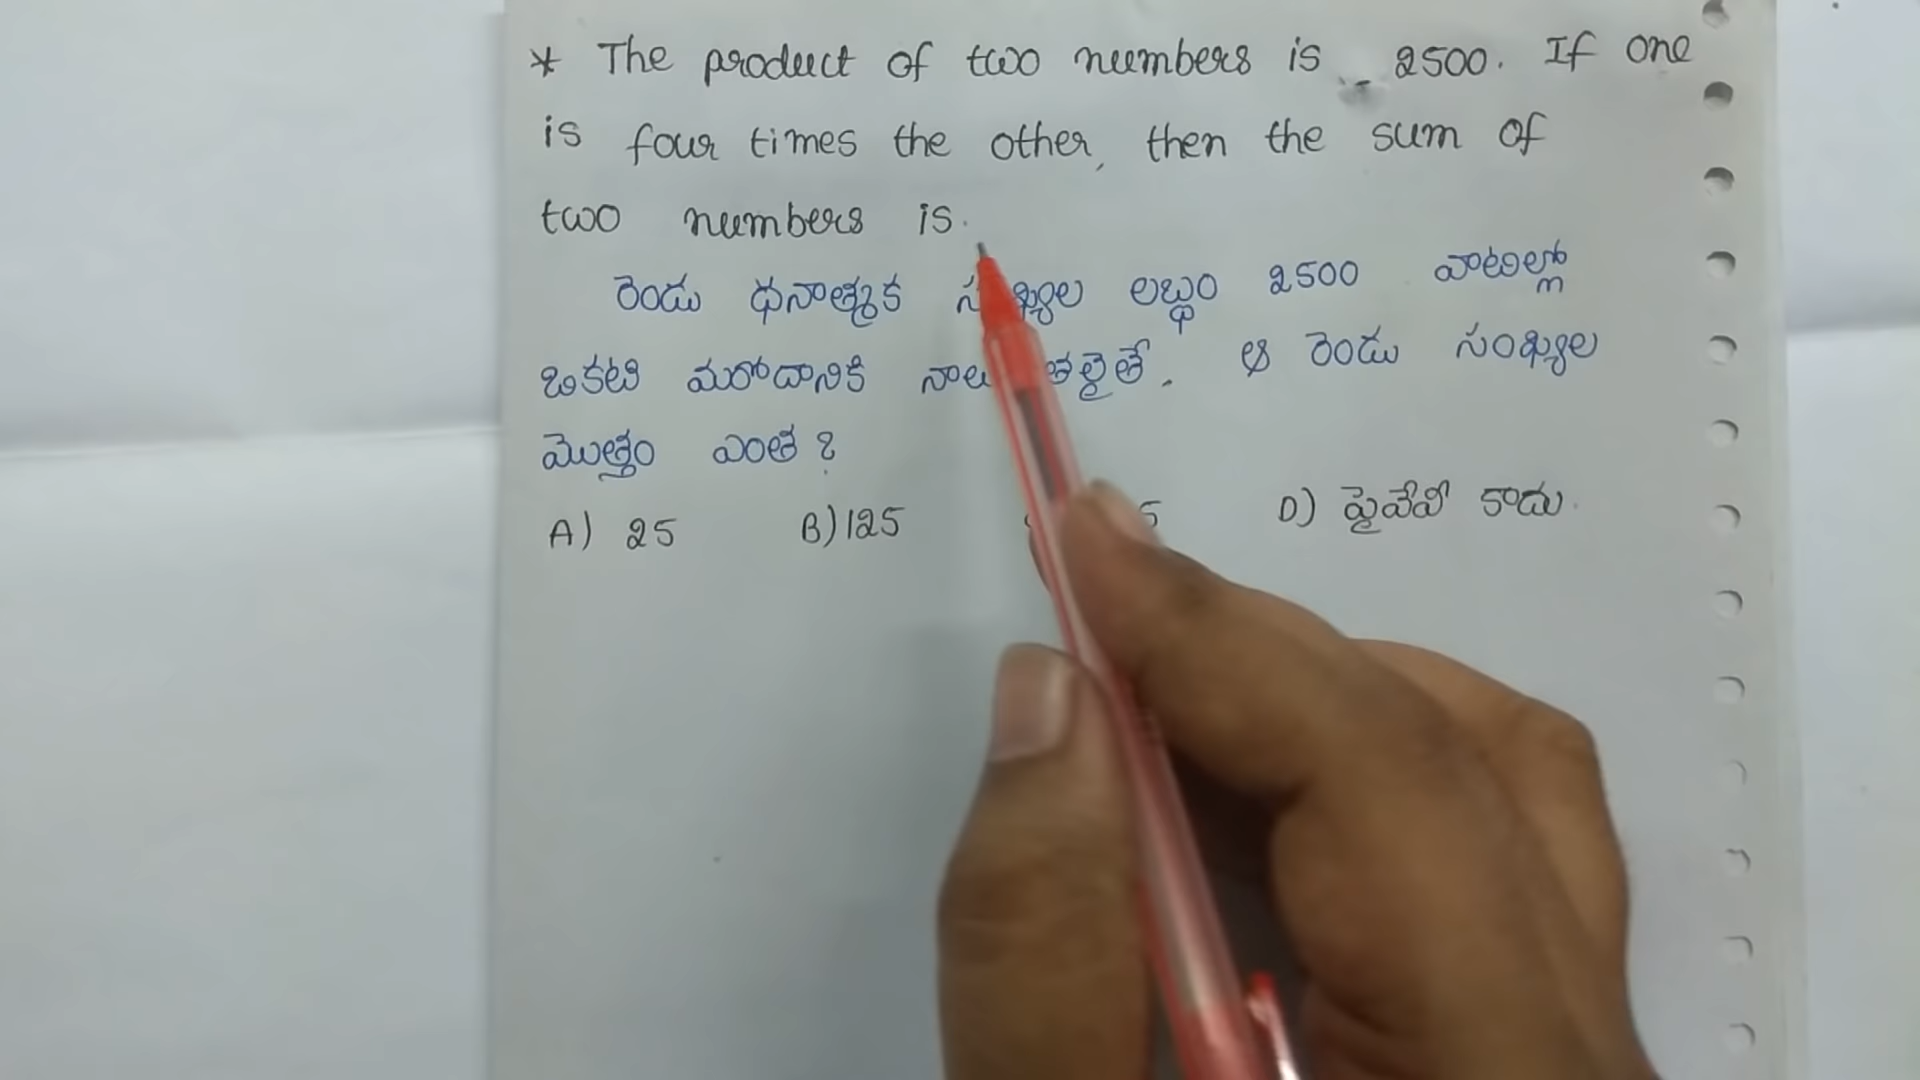 * The product of two numbers is 2500. If one
is four times the other, then the sum of
two numbers is.
రెండు ధనాత్మక లబ్ధం 2500 వాటిల్లో
ఒకటి మరోదానికి ఆ రెండు సంఖ్యల
మొత్తం ఎంత ?
A) 25 B) 125 D) పైవేవీ కాదు.